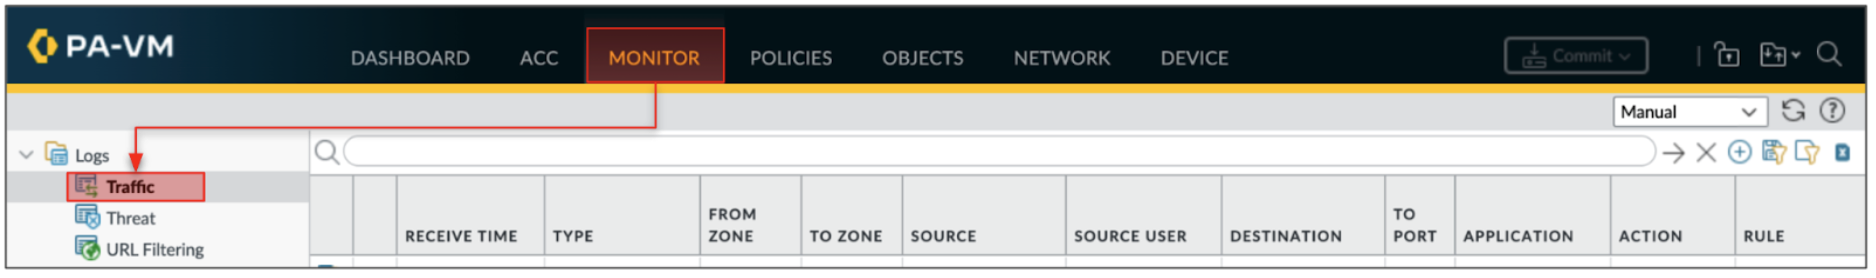 PA-VM
DASHBOARD ACC MONITOR POLICIES OBJECTS NETWORK DEVICE Commit
Manual
Logs
Traffic
Threat
URL Filtering
RECEIVE TIME TYPE FROM ZONE TO ZONE SOURCE SOURCE USER DESTINATION TO PORT APPLICATION ACTION RULE